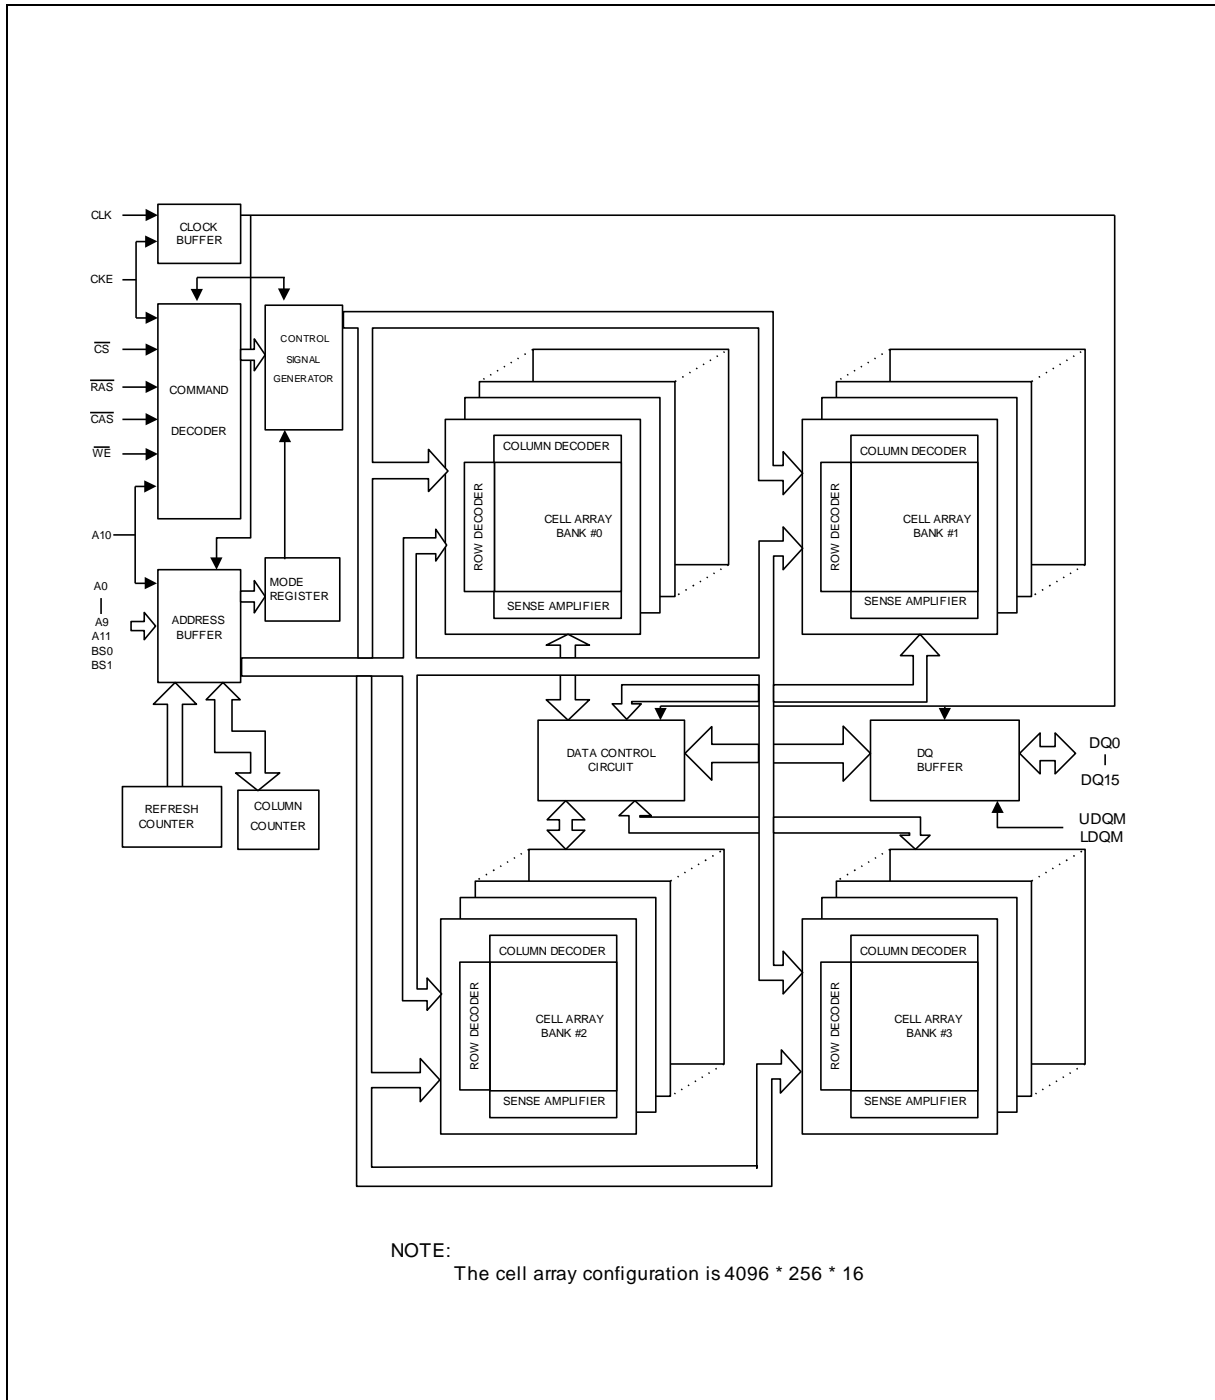 CLK
CLOCK
BUFFER
CKE
CS
RAS
CAS
WE
COMMAND
DECODER
CONTROL
SIGNAL
GENERATOR
A10
A0
A9
A11
BS0
BS1
ADDRESS
BUFFER
MODE
REGISTER
REFRESH
COUNTER
COLUMN
COUNTER
COLUMN DECODER
ROW DECODER
CELL ARRAY
BANK #0
SENSE AMPLIFIER
COLUMN DECODER
ROW DECODER
CELL ARRAY
BANK #1
SENSE AMPLIFIER
DATA CONTROL
CIRCUIT
DQ
BUFFER
DQ0
DQ15
UDQM
LDQM
COLUMN DECODER
ROW DECODER
CELL ARRAY
BANK #2
SENSE AMPLIFIER
COLUMN DECODER
ROW DECODER
CELL ARRAY
BANK #3
SENSE AMPLIFIER
NOTE:
The cell array configuration is 4096 * 256 * 16